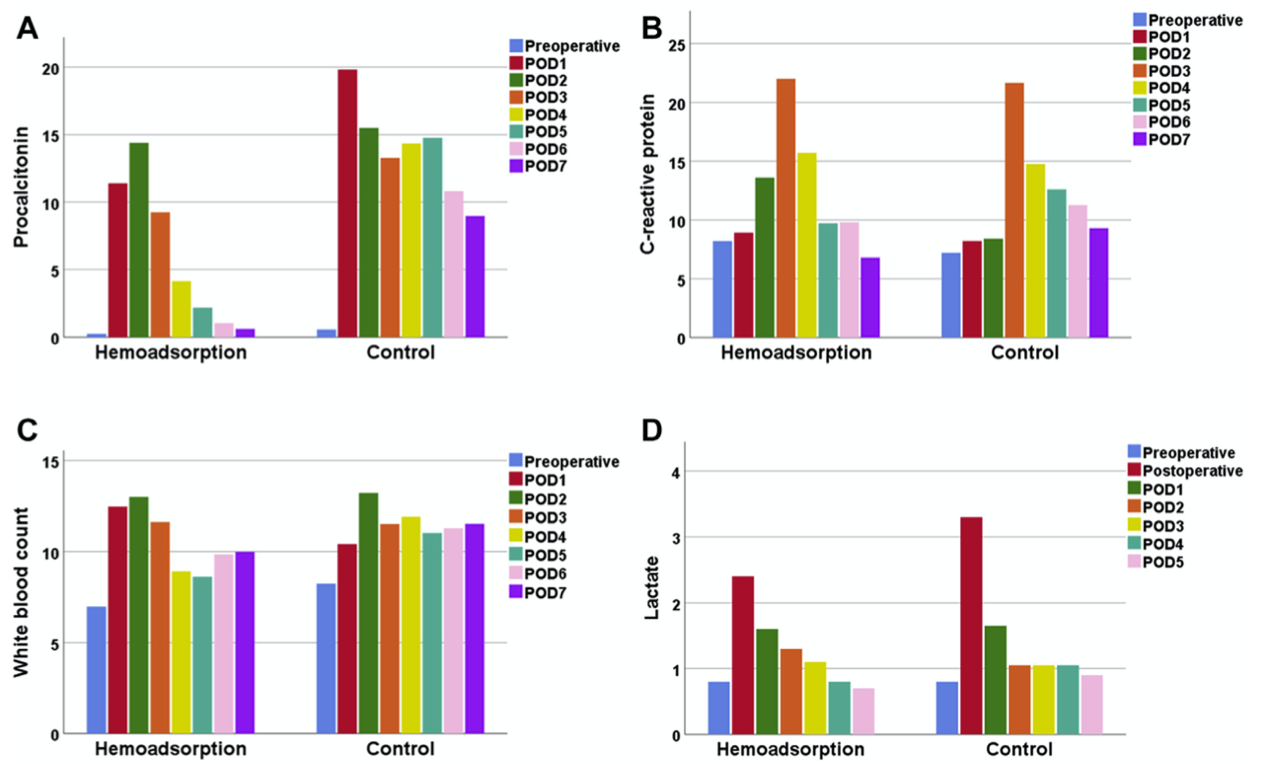 A
Procalcitonin
20
15
10
5
0
Hemoadsorption
Control
Preoperative
POD1
POD2
POD3
POD4
POD5
POD6
POD7
B
C-reactive protein
25
20
15
10
5
0
Hemoadsorption
Control
Preoperative
POD1
POD2
POD3
POD4
POD5
POD6
POD7
C
White blood count
15
10
5
0
Hemoadsorption
Control
Preoperative
POD1
POD2
POD3
POD4
POD5
POD6
POD7
D
Lactate
4
3
2
1
0
Hemoadsorption
Control
Preoperative
Postoperative
POD1
POD2
POD3
POD4
POD5